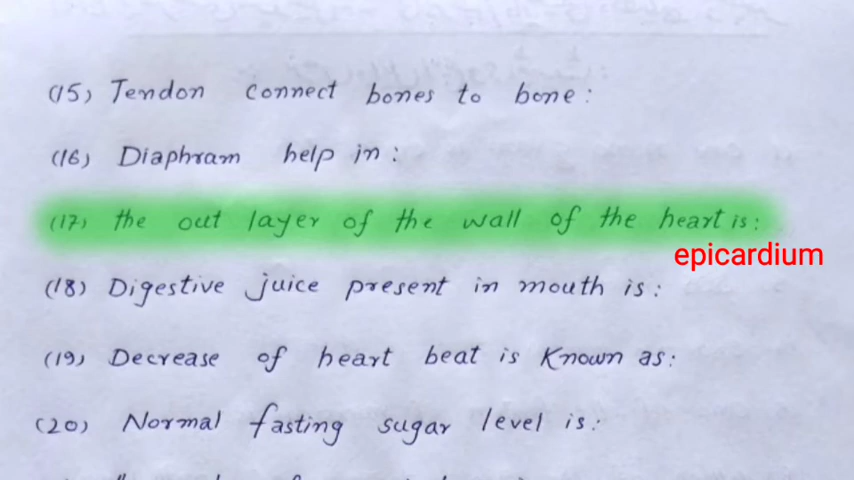 (15) Tendon connect bones to bone:
(16) Diaphram help in:
(17) the out layer of the wall of the heart is:
epicardium
(18) Digestive juice present in mouth is:
(19) Decrease of heart beat is Known as:
(20) Normal fasting sugar level is: